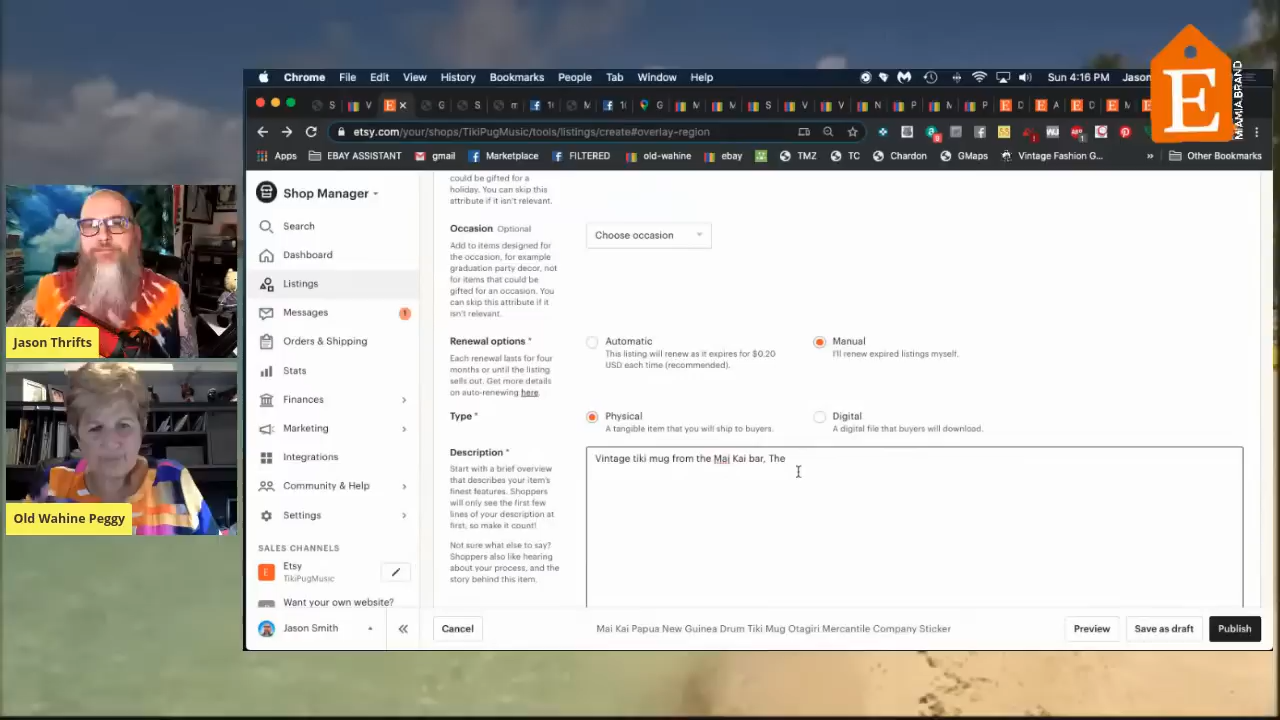 Chrome File Edit View History Bookmarks People Tab Window Help
Sun 4:16 PM Jason
E
MIAMIA.BRAND
etsy.com/your/shops/TikiPugMusic/tools/listings/create#overlay-region
Apps EBAY ASSISTANT gmail Marketplace FILTERED old-wahine ebay TMZ TC Chardon GMaps Vintage Fashion G... » Other Bookmarks
Shop Manager
Search
Dashboard
Listings
Messages 1
Orders & Shipping
Stats
Finances
Marketing
Integrations
Community & Help
Settings
SALES CHANNELS
Etsy
TikiPugMusic
Want your own website?
Jason Smith
«
could be gifted for a
holiday. You can skip this
attribute if it isn't relevant.
Occasion Optional
Add to items designed for
the occasion, for example
graduation party decor, not
for items that could be
gifted for an occasion. You
can skip this attribute if it
isn't relevant.
Choose occasion
Renewal options *
Each renewal lasts for four
months or until the listing
sells out. Get more details
on auto-renewing here.
Automatic
This listing will renew as it expires for $0.20
USD each time (recommended).
Manual
I'll renew expired listings myself.
Type *
Physical
A tangible item that you will ship to buyers.
Digital
A digital file that buyers will download.
Description *
Start with a brief overview
that describes your item's
finest features. Shoppers
will only see the first few
lines of your description at
first, so make it count!
Not sure what else to say?
Shoppers also like hearing
about your process, and the
story behind this item.
Vintage tiki mug from the Mai Kai bar, The
Cancel
Mai Kai Papua New Guinea Drum Tiki Mug Otagiri Mercantile Company Sticker
Preview
Save as draft
Publish
Jason Thrifts
Old Wahine Peggy